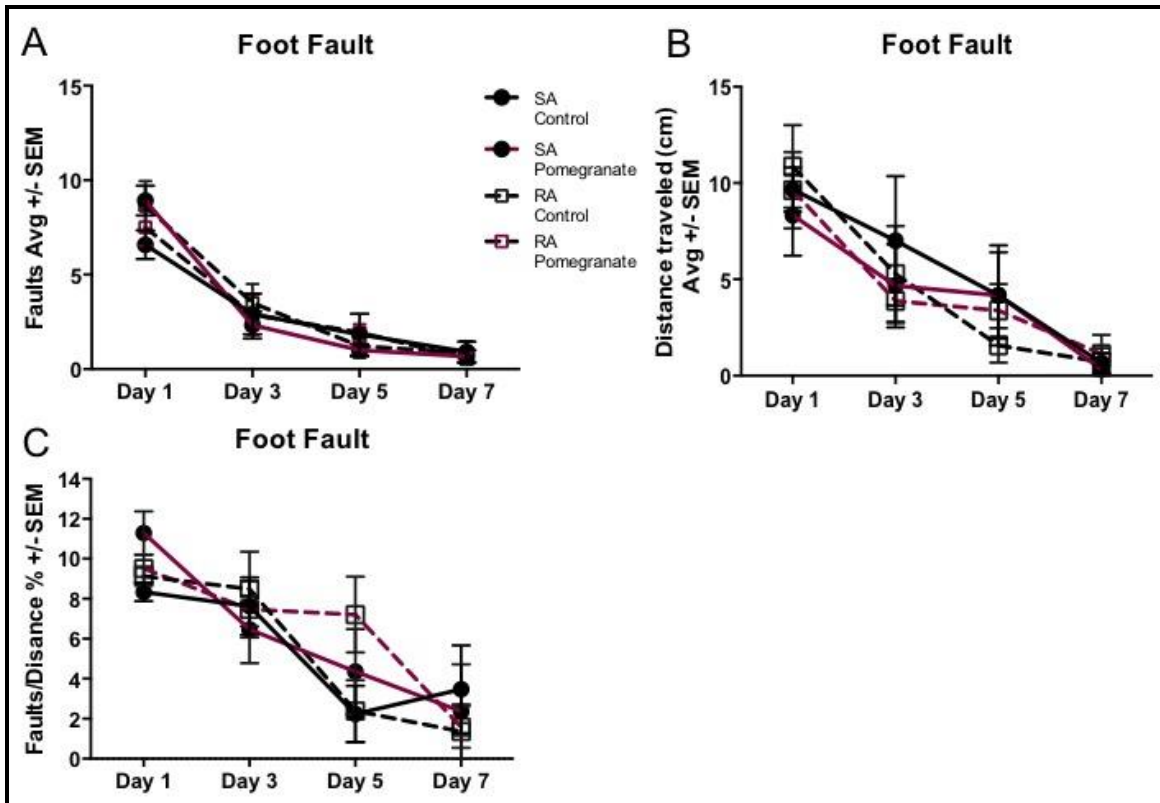 A
Foot Fault
Faults Avg +/- SEM
15
10
5
0
Day 1 Day 3 Day 5 Day 7
SA
Control
SA
Pomegranate
RA
Control
RA
Pomegranate
B
Foot Fault
Distance traveled (cm)
Avg +/- SEM
15
10
5
0
Day 1 Day 3 Day 5 Day 7
C
Foot Fault
Faults/Disance % +/- SEM
14
12
10
8
6
4
2
0
Day 1 Day 3 Day 5 Day 7